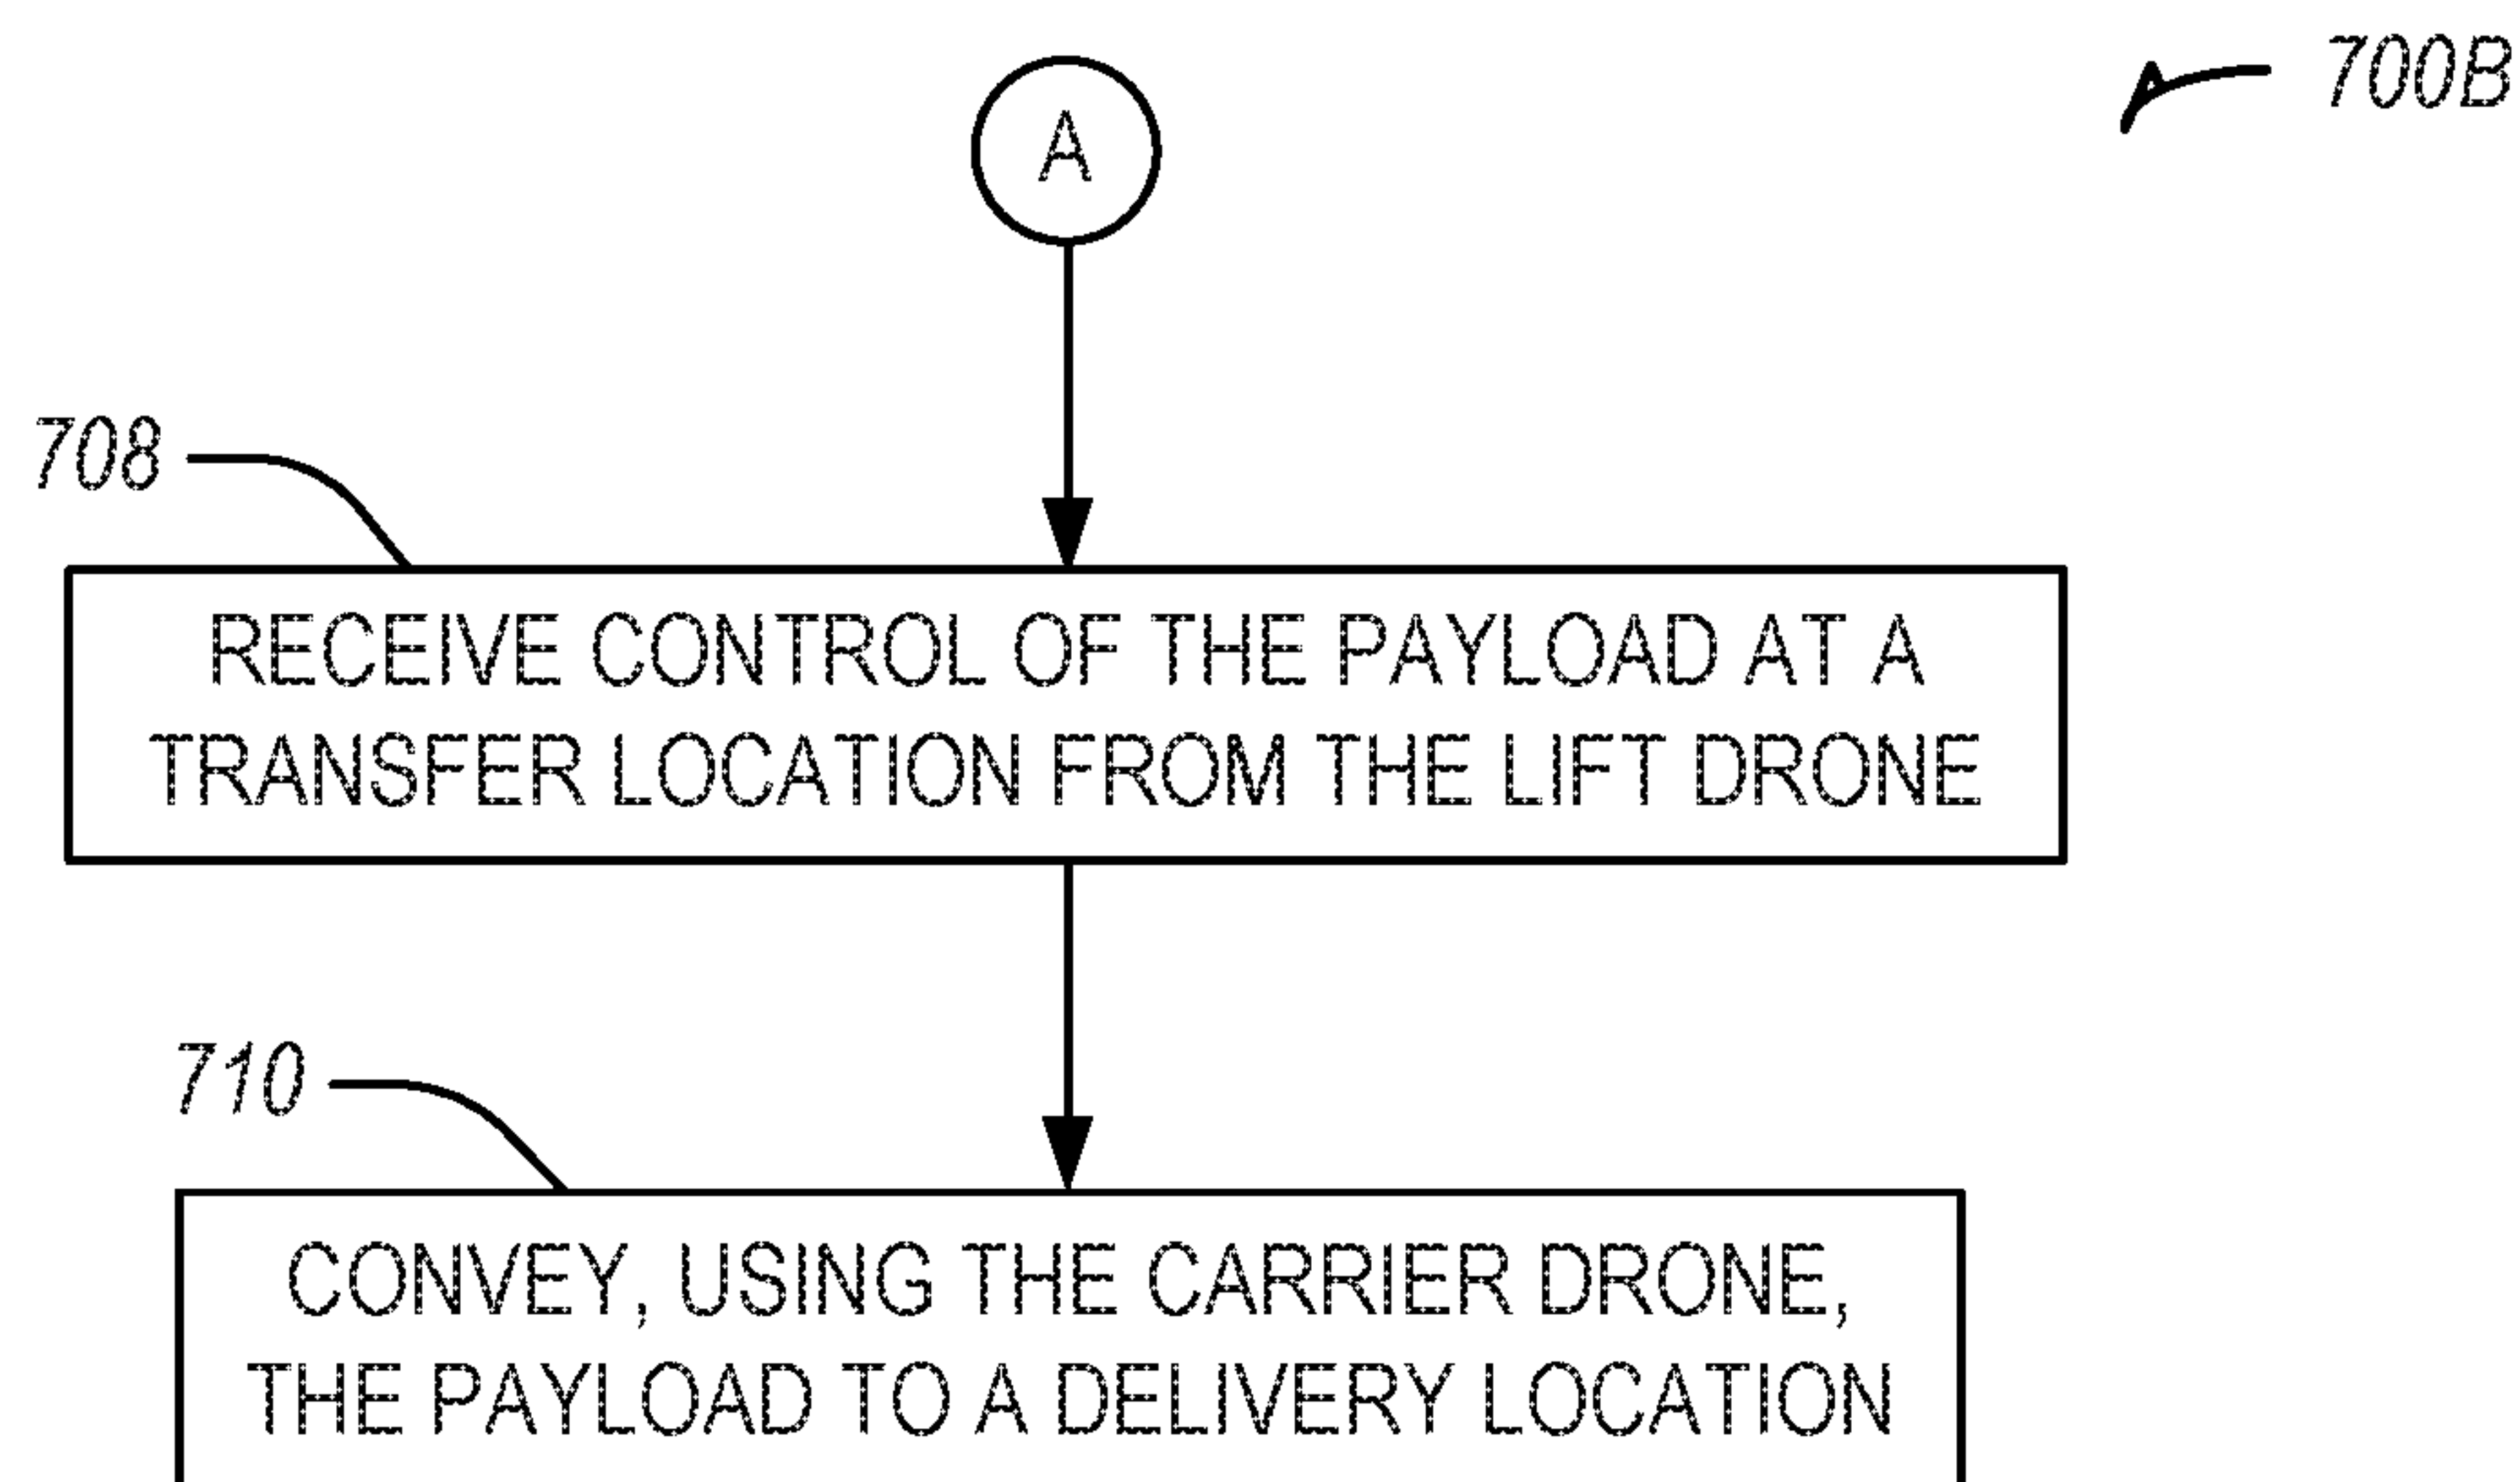 700B
A
708
RECEIVE CONTROL OF THE PAYLOAD AT A
TRANSFER LOCATION FROM THE LIFT DRONE
710
CONVEY, USING THE CARRIER DRONE,
THE PAYLOAD TO A DELIVERY LOCATION